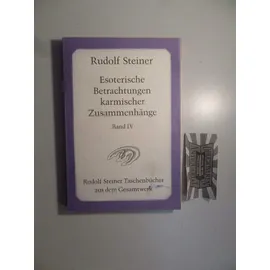 Rudolf Steiner
Esoterische
Betrachtungen
karmischer
Zusammenhänge
Band IV
Rudolf Steiner Taschenbücher
aus dem Gesamtwerk